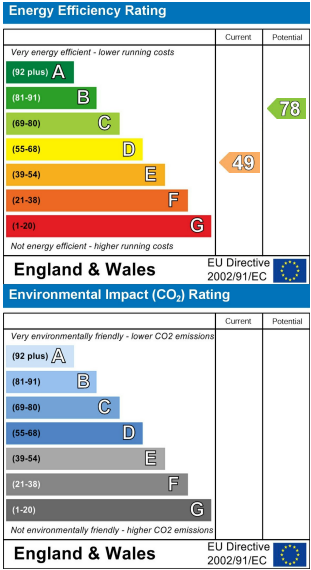 Energy Efficiency Rating
Current Potential
Very energy efficient - lower running costs
(92 plus) A
(81-91) B
(69-80) C
(55-68) D
(39-54) E
(21-38) F
(1-20) G
49
78
Not energy efficient - higher running costs
England & Wales
EU Directive
2002/91/EC
Environmental Impact (CO₂) Rating
Current Potential
Very environmentally friendly - lower CO2 emissions
(92 plus) A
(81-91) B
(69-80) C
(55-68) D
(39-54) E
(21-38) F
(1-20) G
Not environmentally friendly - higher CO2 emissions
England & Wales
EU Directive
2002/91/EC